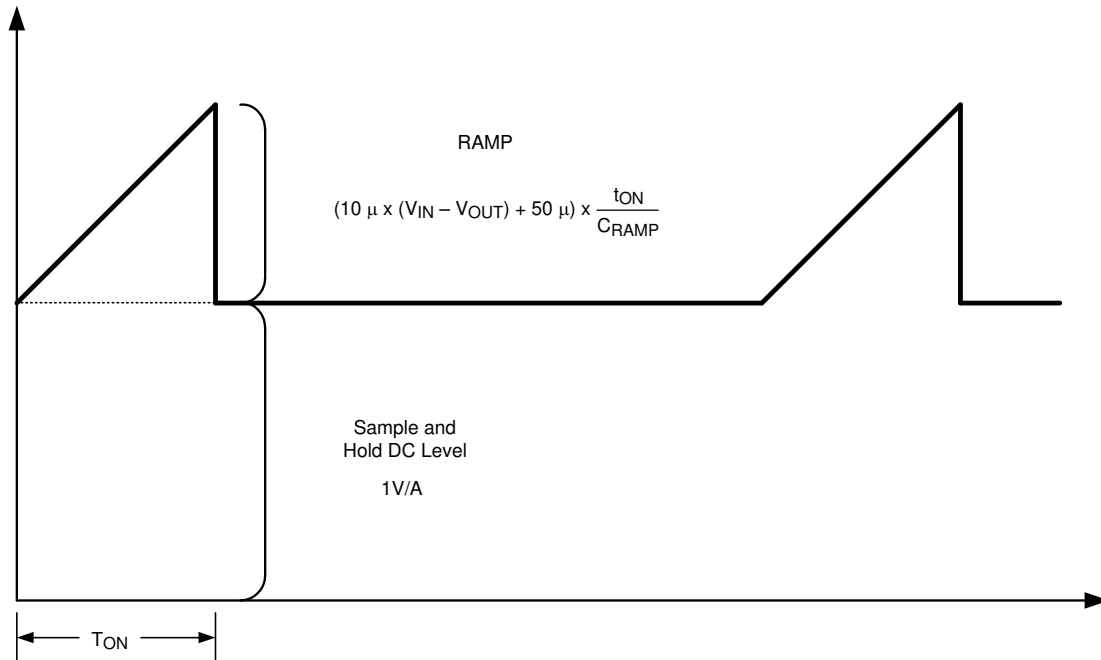 RAMP
(10 μ x (VIN – VOUT) + 50 μ) x tON
CRAMP
Sample and
Hold DC Level
1V/A
TON